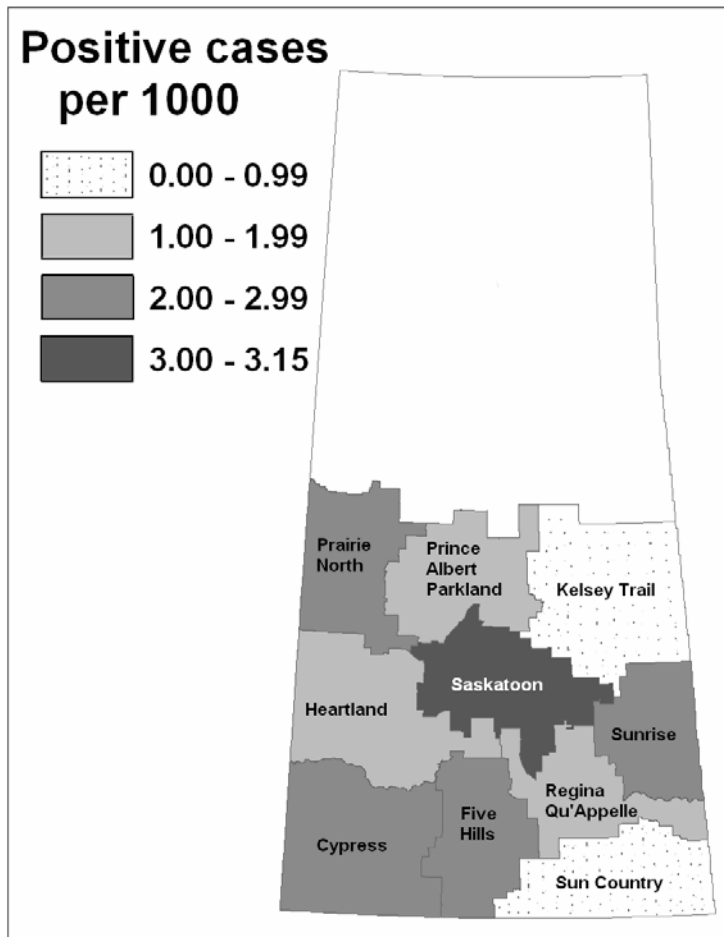 Positive cases
per 1000
0.00 - 0.99
1.00 - 1.99
2.00 - 2.99
3.00 - 3.15
Prairie
North
Prince
Albert
Parkland
Kelsey Trail
Saskatoon
Heartland
Sunrise
Regina
Qu'Appelle
Five
Hills
Cypress
Sun Country